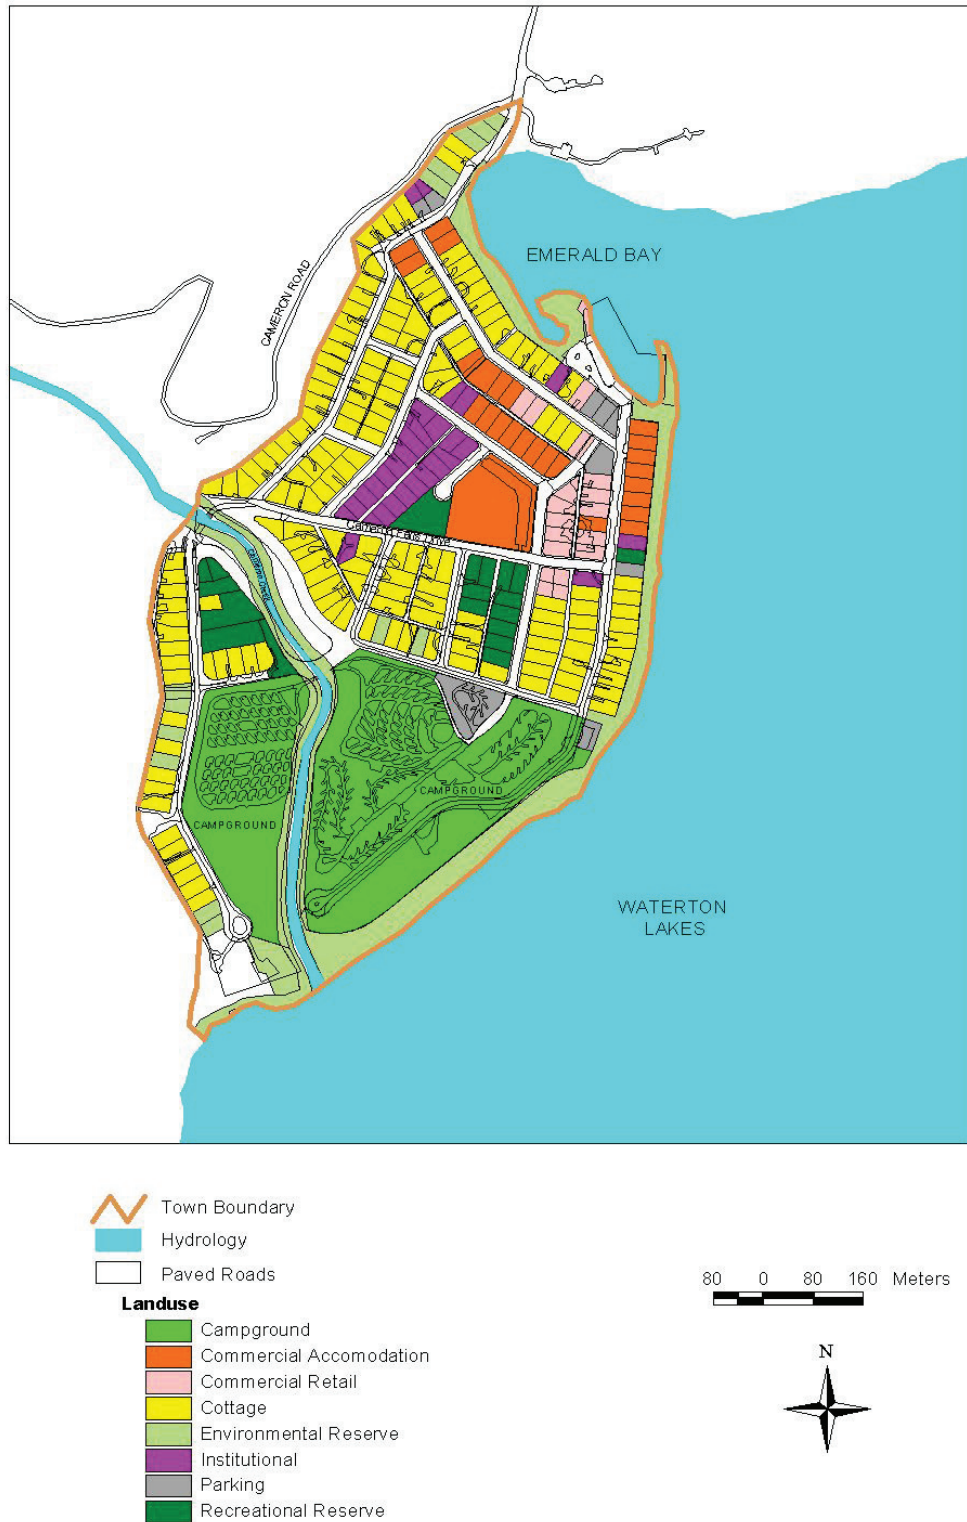 EMERALD BAY
CAMERON ROAD
CAMPGROUND
CAMPGROUND
WATERTON
LAKES
Town Boundary
Hydrology
Paved Roads
80 0 80 160 Meters
Landuse
Campground
Commercial Accomodation
Commercial Retail
Cottage
Environmental Reserve
Institutional
Parking
Recreational Reserve
N